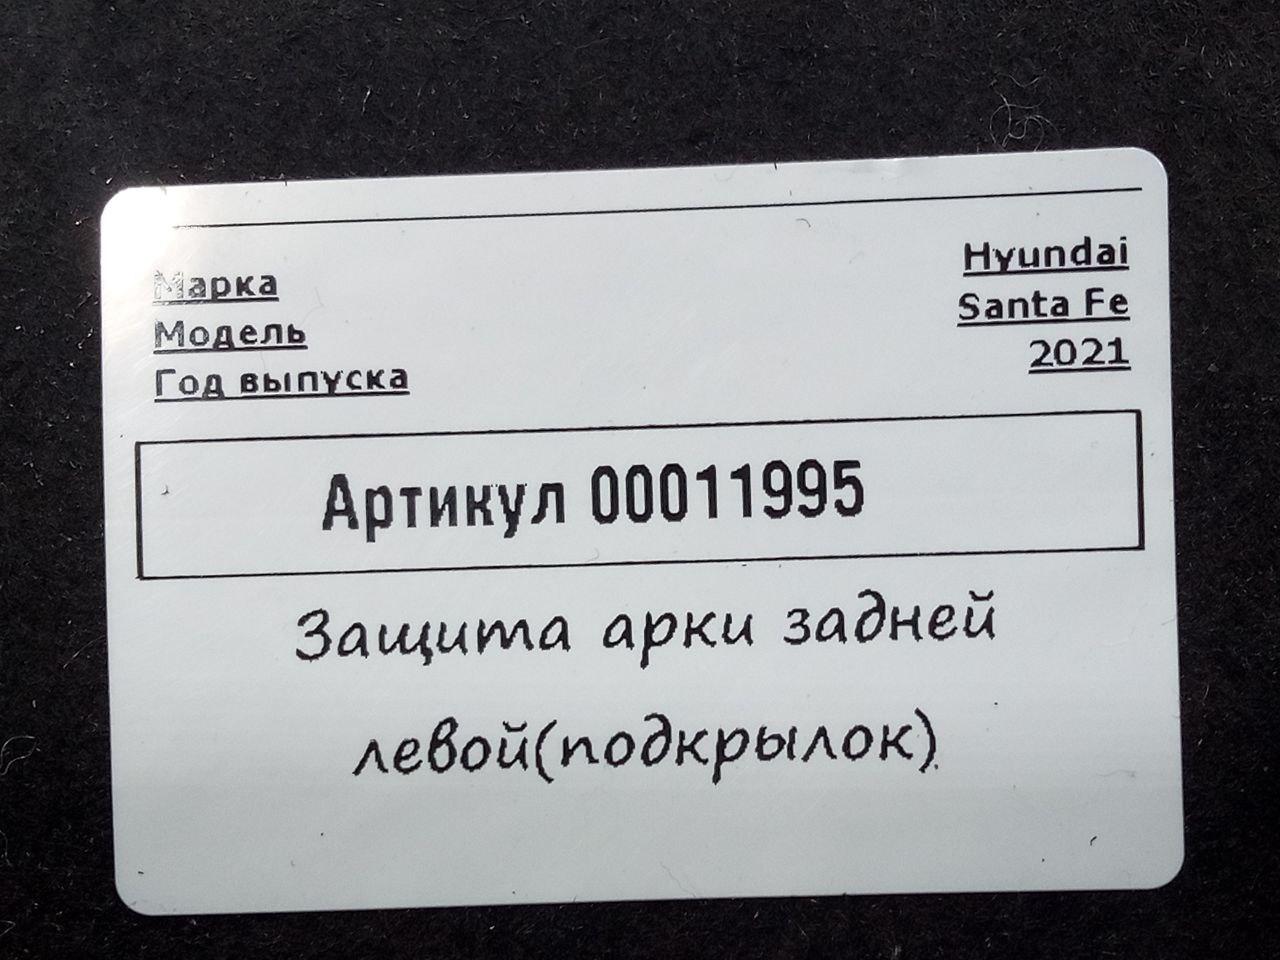 Марка Hyundai
Модель Santa Fe
Год выпуска 2021
Артикул 00011995
Защита арки задней
левой(подкрылок)